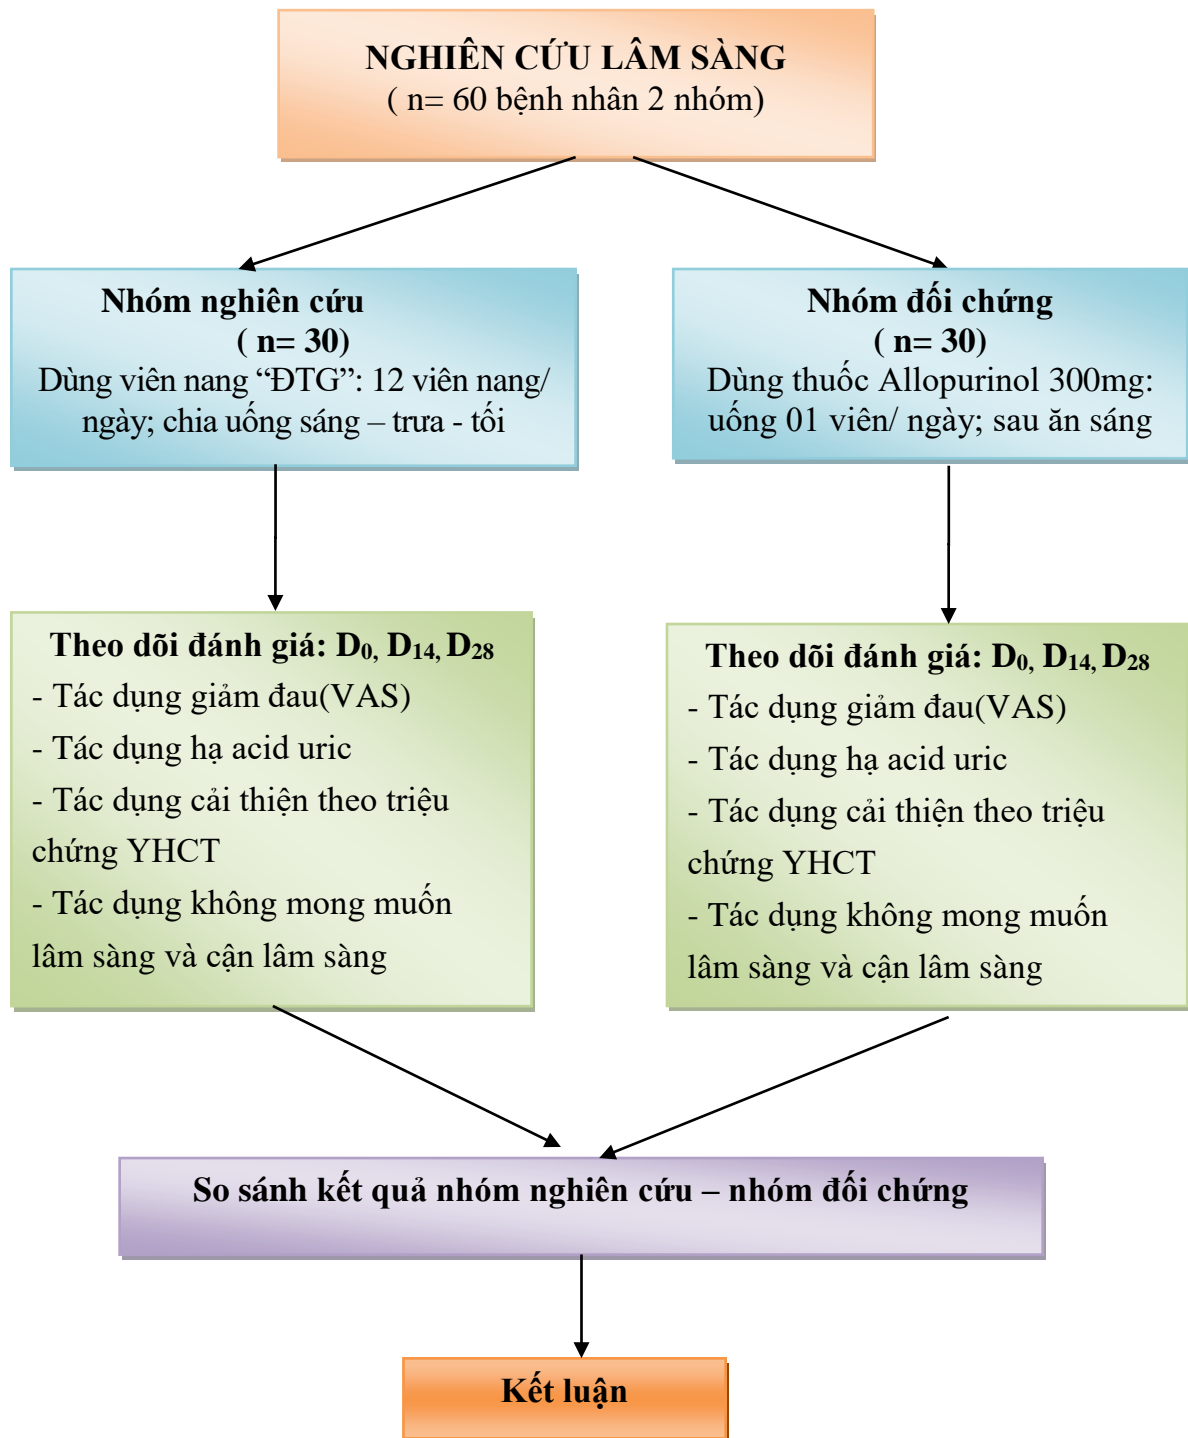 NGHIÊN CỨU LÂM SÀNG
( n= 60 bệnh nhân 2 nhóm)
Nhóm nghiên cứu
( n= 30)
Dùng viên nang “ĐTG”: 12 viên nang/
ngày; chia uống sáng – trưa - tối
Nhóm đối chứng
( n= 30)
Dùng thuốc Allopurinol 300mg:
uống 01 viên/ ngày; sau ăn sáng
Theo dõi đánh giá: D0, D14, D28
- Tác dụng giảm đau(VAS)
- Tác dụng hạ acid uric
- Tác dụng cải thiện theo triệu
chứng YHCT
- Tác dụng không mong muốn
lâm sàng và cận lâm sàng
Theo dõi đánh giá: D0, D14, D28
- Tác dụng giảm đau(VAS)
- Tác dụng hạ acid uric
- Tác dụng cải thiện theo triệu
chứng YHCT
- Tác dụng không mong muốn
lâm sàng và cận lâm sàng
So sánh kết quả nhóm nghiên cứu – nhóm đối chứng
Kết luận